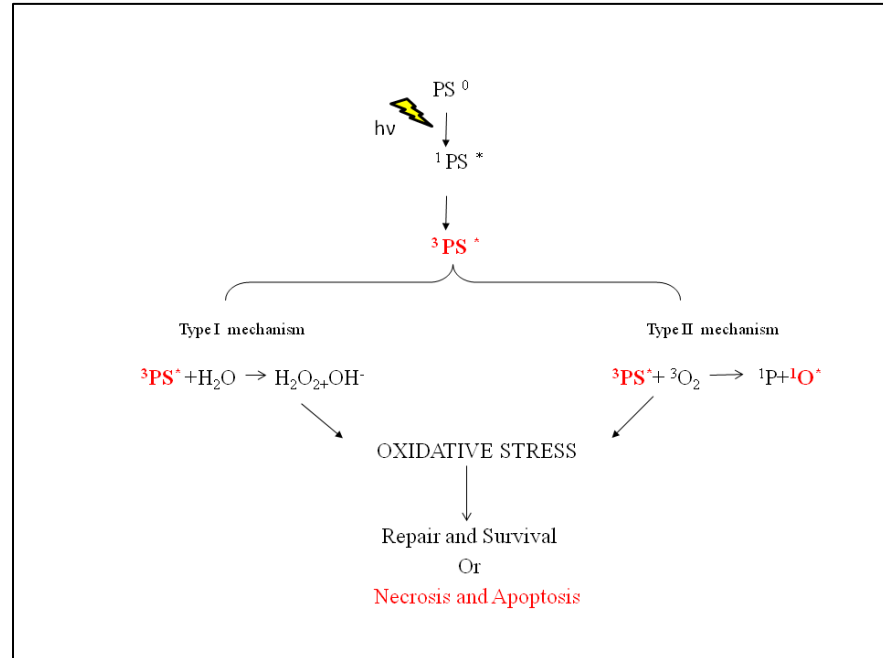 PS ⁰
hν
¹ PS *
³ PS *
Type I mechanism
Type II mechanism
³PS* +H₂O → H₂O₂₊OH⁻
³PS* + ³O₂ → ¹P+¹O*
OXIDATIVE STRESS
Repair and Survival
Or
Necrosis and Apoptosis